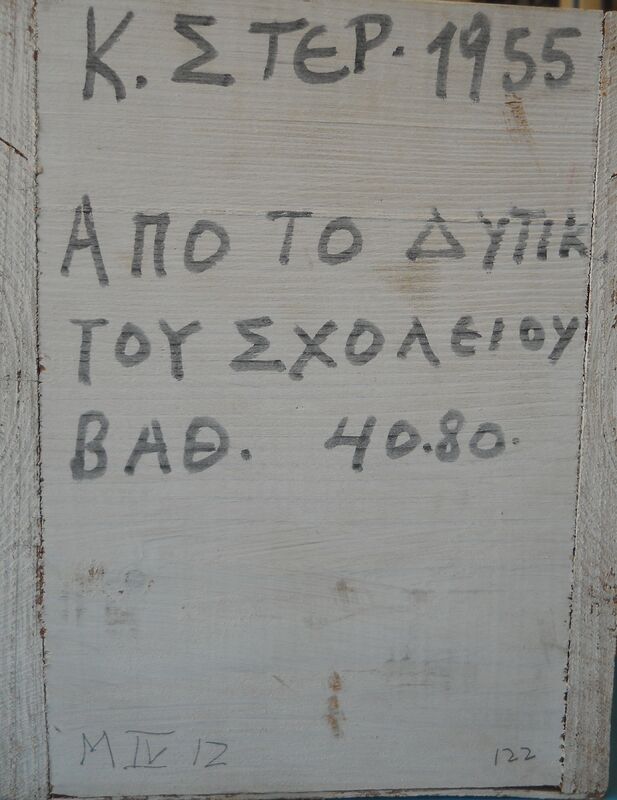 Κ. ΣΤΕΡ. 1955
ΑΠΟ ΤΟ ΔΥΤΙΚ.
ΤΟΥ ΣΧΟΛΕΙΟΥ
ΒΑΘ. 40.80.
M IV 12
122